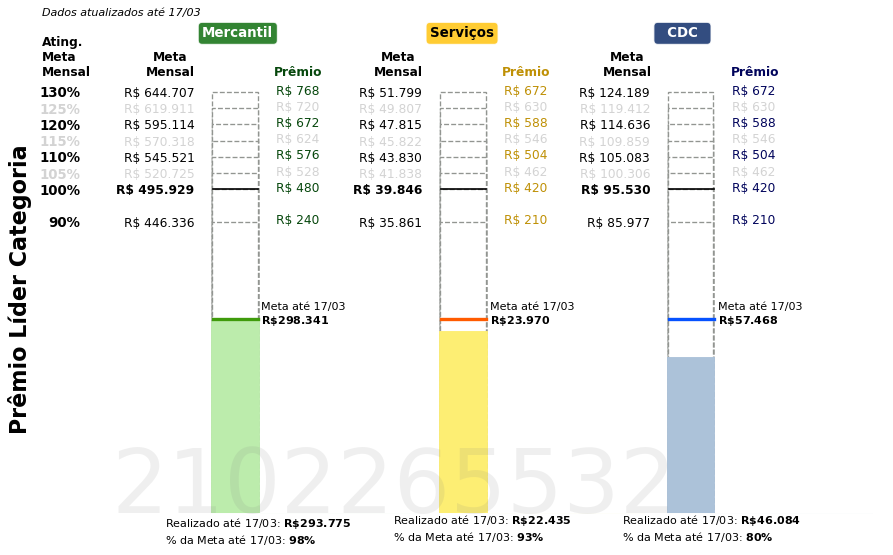 Dados atualizados até 17/03
Mercantil Serviços CDC
Ating. Meta Mensal
Meta Mensal Prêmio Meta Mensal Prêmio Meta Mensal Prêmio
130% R$ 644.707 R$ 768 R$ 51.799 R$ 672 R$ 124.189 R$ 672
125% R$ 619.911 R$ 720 R$ 49.807 R$ 630 R$ 119.412 R$ 630
120% R$ 595.114 R$ 672 R$ 47.815 R$ 588 R$ 114.636 R$ 588
115% R$ 570.318 R$ 624 R$ 45.822 R$ 546 R$ 109.859 R$ 546
110% R$ 545.521 R$ 576 R$ 43.830 R$ 504 R$ 105.083 R$ 504
105% R$ 520.725 R$ 528 R$ 41.838 R$ 462 R$ 100.306 R$ 462
100% R$ 495.929 R$ 480 R$ 39.846 R$ 420 R$ 95.530 R$ 420
90% R$ 446.336 R$ 240 R$ 35.861 R$ 210 R$ 85.977 R$ 210
Prêmio Líder Categoria
Meta até 17/03 Meta até 17/03 Meta até 17/03
R$298.341 R$23.970 R$57.468
2102265532
Realizado até 17/03: R$293.775 Realizado até 17/03: R$22.435 Realizado até 17/03: R$46.084
% da Meta até 17/03: 98% % da Meta até 17/03: 93% % da Meta até 17/03: 80%